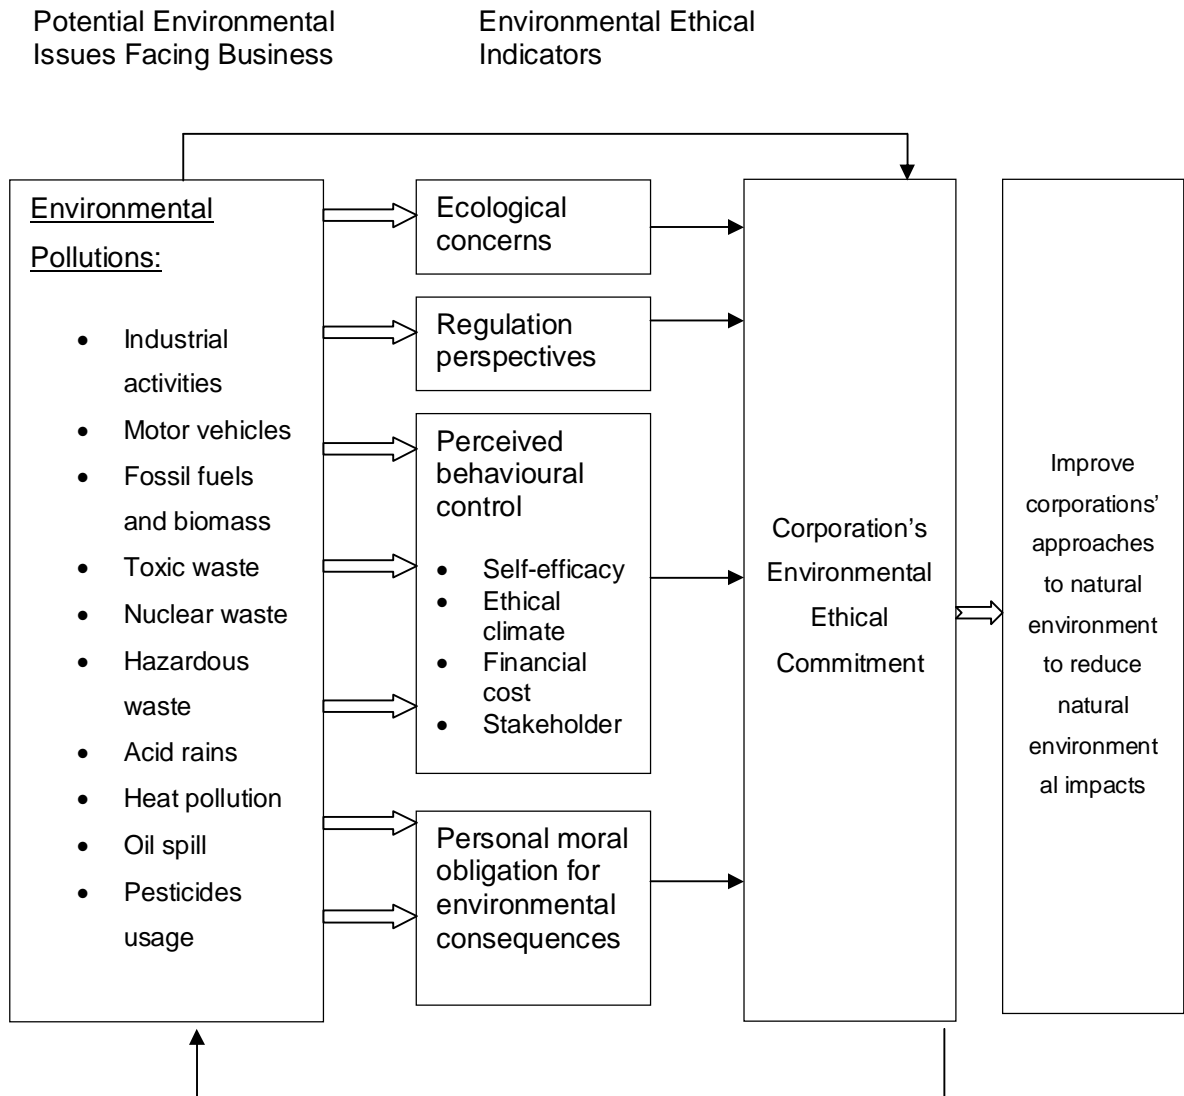 Potential Environmental
Issues Facing Business
Environmental Ethical
Indicators
Environmental
Pollutions:
• Industrial
activities
• Motor vehicles
• Fossil fuels
and biomass
• Toxic waste
• Nuclear waste
• Hazardous
waste
• Acid rains
• Heat pollution
• Oil spill
• Pesticides
usage
Ecological
concerns
Regulation
perspectives
Perceived
behavioural
control
• Self-efficacy
• Ethical
climate
• Financial
cost
• Stakeholder
Personal moral
obligation for
environmental
consequences
Corporation’s
Environmental
Ethical
Commitment
Improve
corporations’
approaches
to natural
environment
to reduce
natural
environment
al impacts